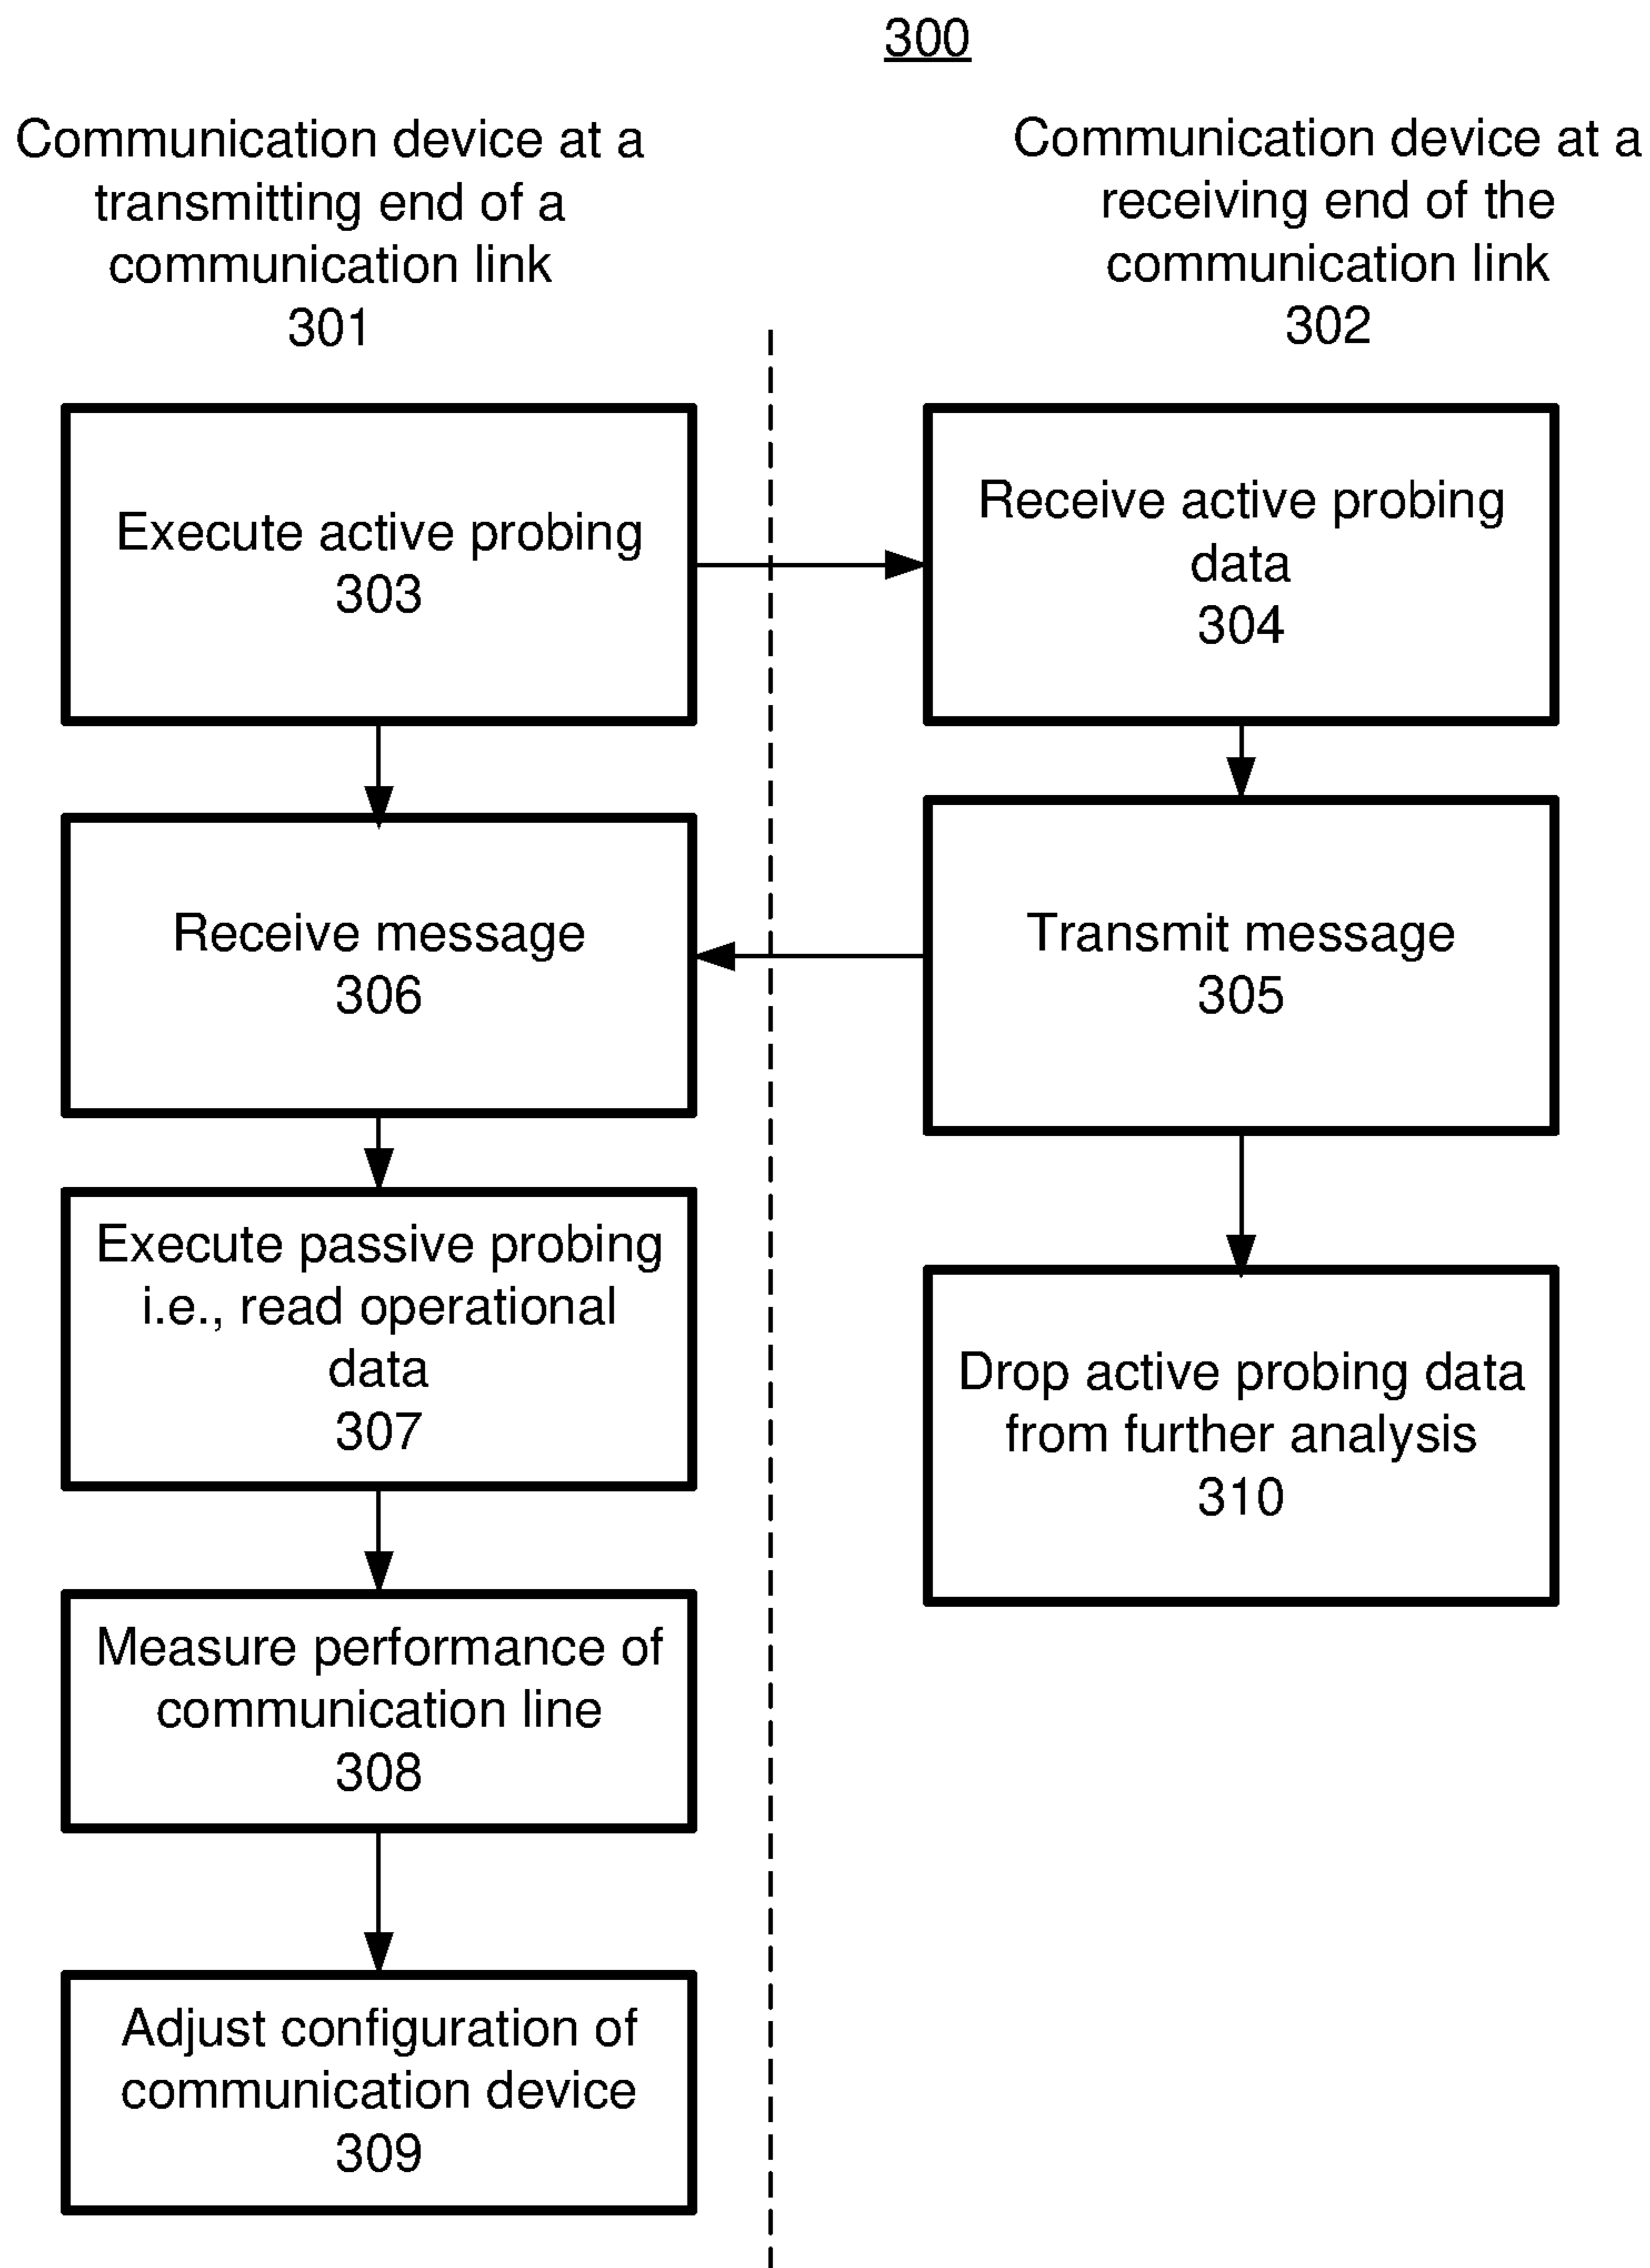 300
Communication device at a
transmitting end of a
communication link
301
Communication device at a
receiving end of the
communication link
302
Execute active probing
303
Receive active probing
data
304
Receive message
306
Transmit message
305
Execute passive probing
i.e., read operational
data
307
Drop active probing data
from further analysis
310
Measure performance of
communication line
308
Adjust configuration of
communication device
309